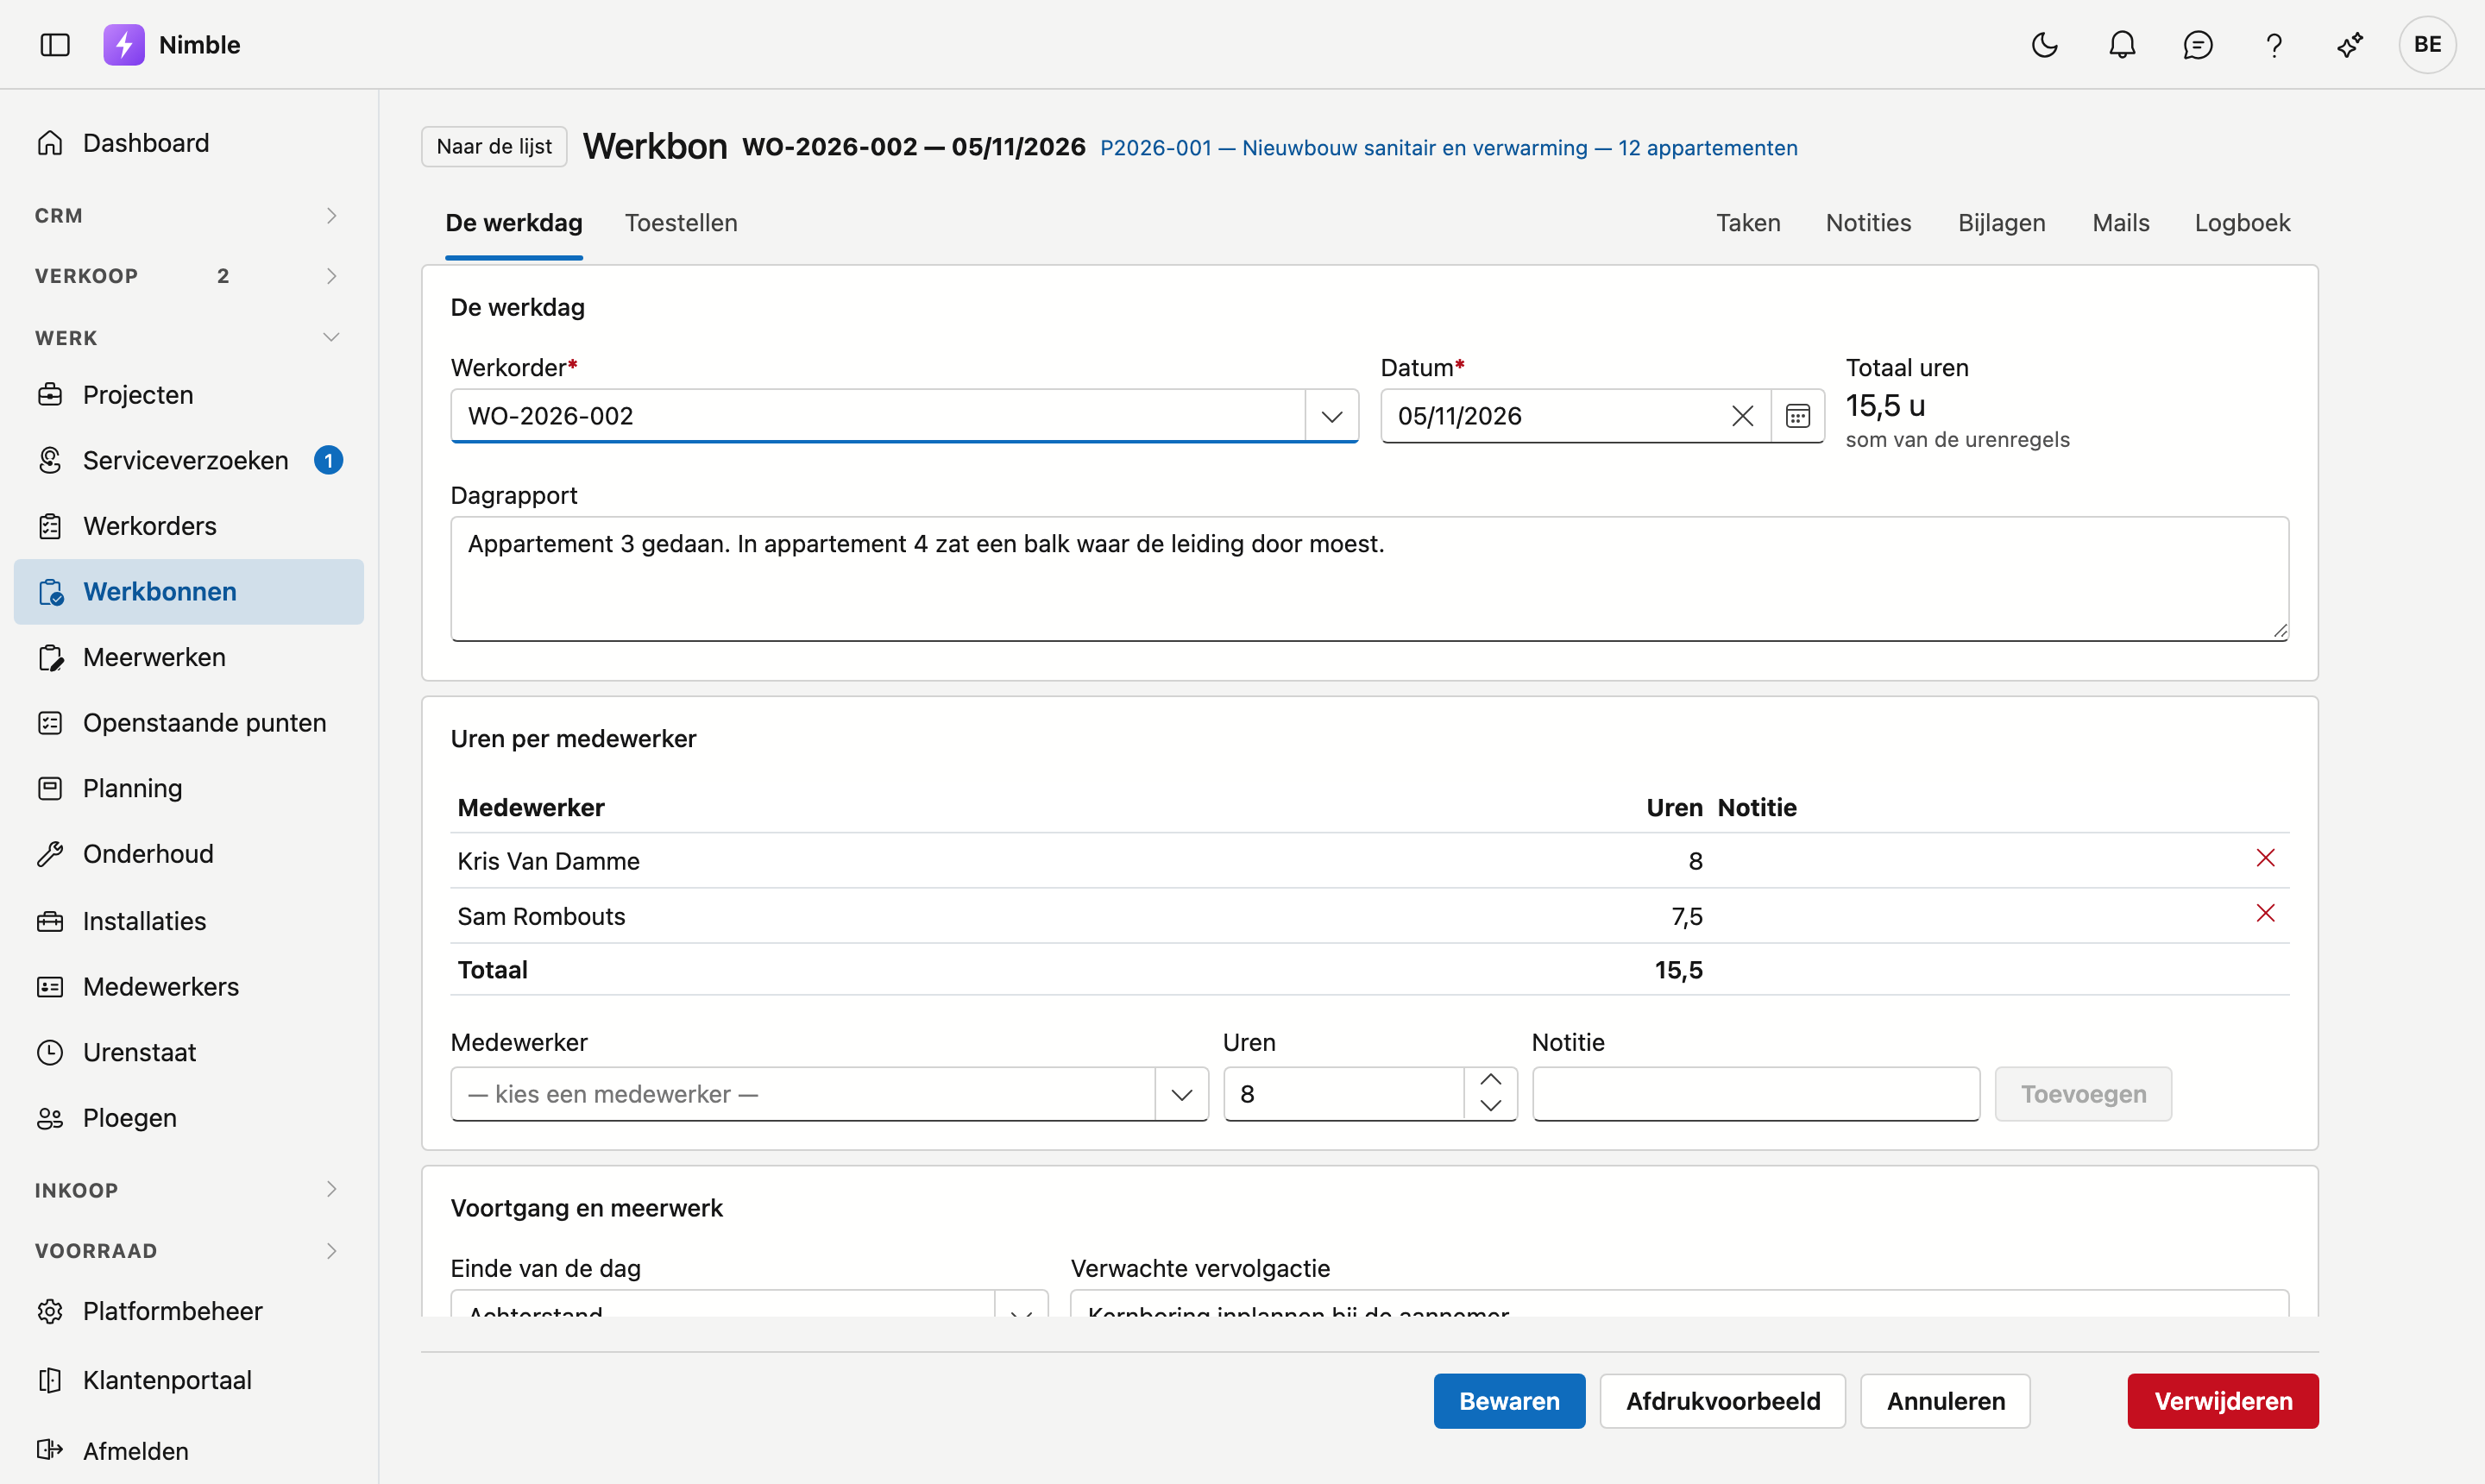 Nimble
BE
Dashboard
CRM
VERKOOP 2
WERK
Projecten
Serviceverzoeken 1
Werkorders
Werkbonnen
Meerwerken
Openstaande punten
Planning
Onderhoud
Installaties
Medewerkers
Urenstaat
Ploegen
INKOOP
VOORRAAD
Platformbeheer
Klantenportaal
Afmelden
Naar de lijst Werkbon WO-2026-002 — 05/11/2026 P2026-001 — Nieuwbouw sanitair en verwarming — 12 appartementen
De werkdag Toestellen Taken Notities Bijlagen Mails Logboek
De werkdag
Werkorder* Datum* Totaal uren
WO-2026-002 05/11/2026 15,5 u
som van de urenregels
Dagrapport
Appartement 3 gedaan. In appartement 4 zat een balk waar de leiding door moest.
Uren per medewerker
Medewerker Uren Notitie
Kris Van Damme 8
Sam Rombouts 7,5
Totaal 15,5
Medewerker Uren Notitie
— kies een medewerker — 8 Toevoegen
Voortgang en meerwerk
Einde van de dag Verwachte vervolgactie
Achterstand Kernboring inplannen bij de aannemer
Bewaren Afdrukvoorbeeld Annuleren Verwijderen